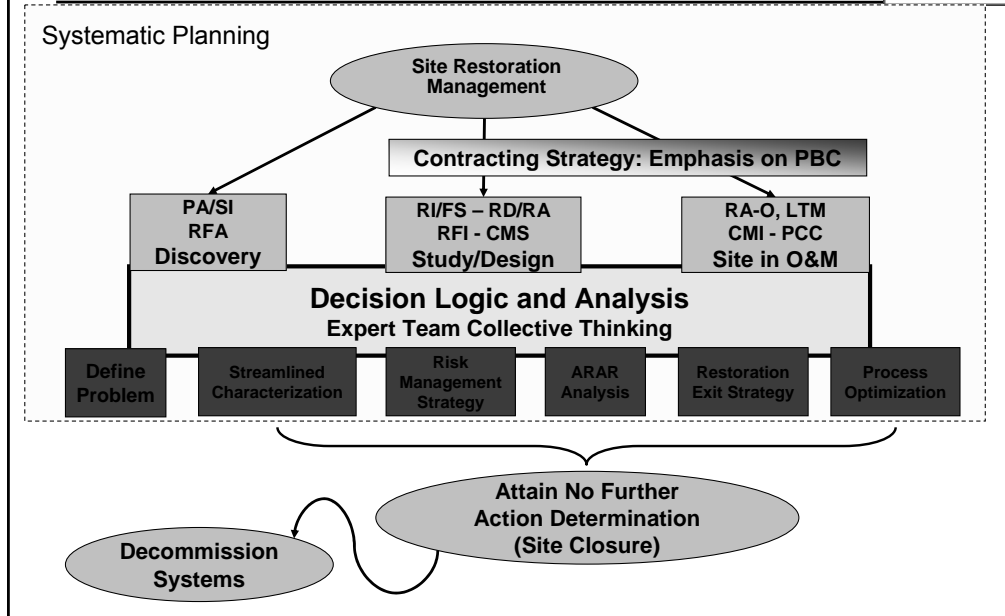 Systematic Planning
Site Restoration
Management
Contracting Strategy: Emphasis on PBC
PA/SI
RFA
Discovery
RI/FS – RD/RA
RFI - CMS
Study/Design
RA-O, LTM
CMI - PCC
Site in O&M
Decision Logic and Analysis
Expert Team Collective Thinking
Define
Problem
Streamlined
Characterization
Risk
Management
Strategy
ARAR
Analysis
Restoration
Exit Strategy
Process
Optimization
Attain No Further
Action Determination
(Site Closure)
Decommission
Systems